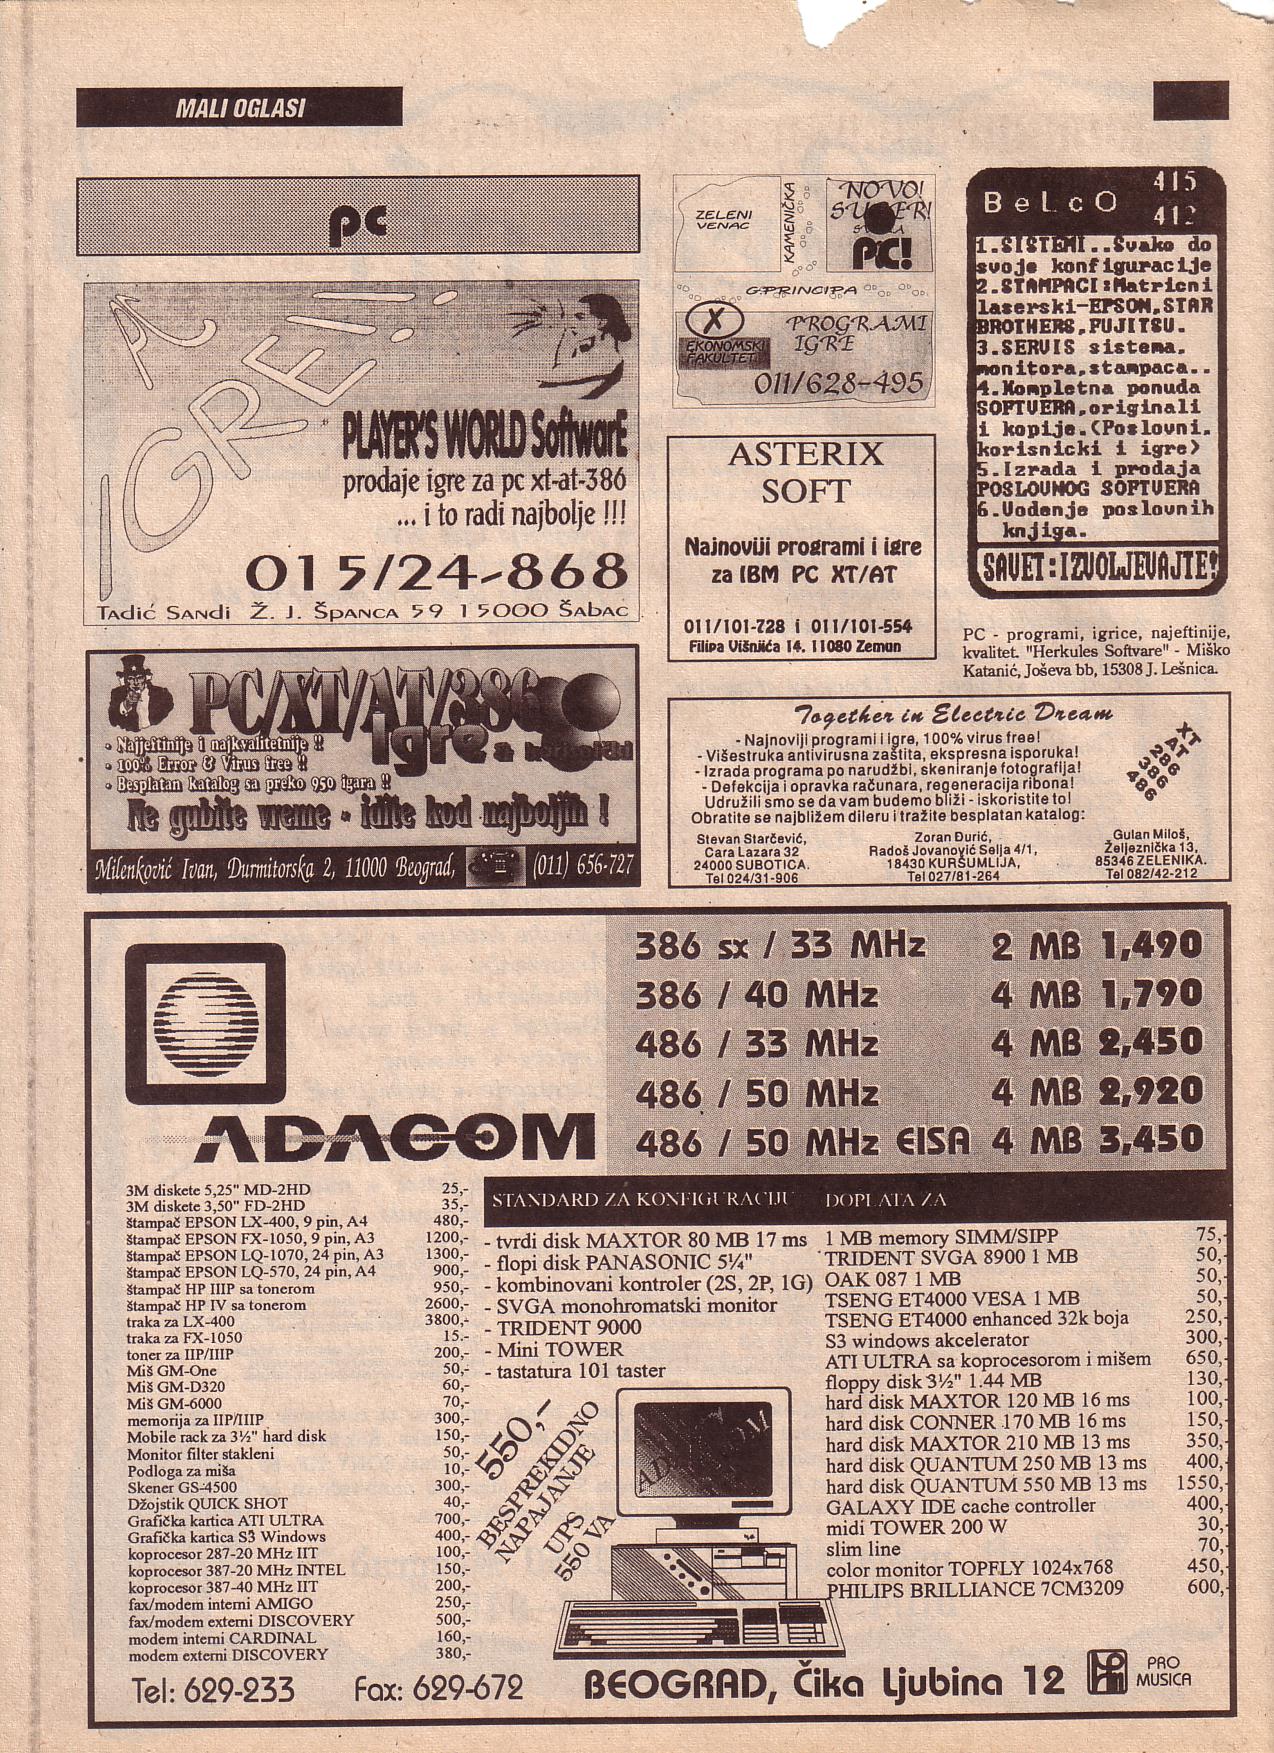 MALI OGLASI
pc
PC
IGRE!!
PLAYER'S WORLD SoftwarE
prodaje igre za pc xt-at-386
... i to radi najbolje !!!
015/24-868
Tadić Sandi Ž. J. Španca 59 15000 Šabac
PC/XT/AT/386
Igre
· Najjeftinije i najkvalitetnije !!
· 100% Error & Virus free !!
· Besplatan katalog sa preko 950 igara !!
Ne gubite vreme - idite kod najboljih !
Milenković Ivan, Durmitorska 2, 11000 Beograd, (011) 656-727
ZELENI
VENAC
KAMENIČKA
NOVO!
SUPER!
PC!
G.PRINCIPA
X
EKONOMSKI
FAKULTET
PROGRAMI
IGRE
011/628-495
ASTERIX
SOFT
Najnoviji programi i igre
za IBM PC XT/AT
011/101-728 i 011/101-554
Filipa Višnjića 14. 11080 Zemun
BeLcO
415
412
1.SISTEMI..Svako do
svoje konfiguracije
2.STAMPACI:Matricni
laserski-EPSON,STAR
BROTHERS,FUJITSU.
3.SERVIS sistema,
monitora,stampaca..
4.Kompletna ponuda
SOFTVERA,originali
i kopije.(Poslovni,
korisnicki i igre)
5.Izrada i prodaja
POSLOVNOG SOFTVERA
6.Vodenje poslovnih
knjiga.
SAVET:IZVOLJEVAJTE!
PC - programi, igrice, najeftinije,
kvalitet. "Herkules Softvare" - Miško
Katanić, Joševa bb, 15308 J. Lešnica.
Together in Electric Dream
- Najnoviji programi i igre, 100% virus free!
- Višestruka antivirusna zaštita, ekspresna isporuka!
- Izrada programa po narudžbi, skeniranje fotografija!
- Defekcija i opravka računara, regeneracija ribona!
Udružili smo se da vam budemo bliži - iskoristite to!
Obratite se najbližem dileru i tražite besplatan katalog:
XT
AT
286
386
486
Stevan Starčević,
Cara Lazara 32
24000 SUBOTICA.
Tel 024/31-906
Zoran Đurić,
Radoš Jovanović Selja 4/1,
18430 KURŠUMLIJA,
Tel 027/81-264
Gulan Miloš,
Željeznička 13,
85346 ZELENIKA.
Tel 082/42-212
ADACOM
386 sx / 33 MHz 2 MB 1,490
386 / 40 MHz 4 MB 1,790
486 / 33 MHz 4 MB 2,450
486 / 50 MHz 4 MB 2,920
486 / 50 MHz EISA 4 MB 3,450
3M diskete 5,25" MD-2HD 25,-
3M diskete 3,50" FD-2HD 35,-
štampač EPSON LX-400, 9 pin, A4 480,-
štampač EPSON FX-1050, 9 pin, A3 1200,-
štampač EPSON LQ-1070, 24 pin, A3 1300,-
štampač EPSON LQ-570, 24 pin, A4 900,-
štampač HP IIIP sa tonerom 950,-
štampač HP IV sa tonerom 2600,-
traka za LX-400 3800,-
traka za FX-1050 15.-
toner za IIP/IIIP 200,-
Miš GM-One 50,-
Miš GM-D320 60,-
Miš GM-6000 70,-
memorija za IIP/IIIP 300,-
Mobile rack za 3½" hard disk 150,-
Monitor filter stakleni 50,-
Podloga za miša 10,-
Skener GS-4500 300,-
Džojstik QUICK SHOT 40,-
Grafička kartica ATI ULTRA 700,-
Grafička kartica S3 Windows 400,-
koprocesor 287-20 MHz IIT 100,-
koprocesor 387-20 MHz INTEL 150,-
koprocesor 387-40 MHz IIT 200,-
fax/modem interni AMIGO 250,-
fax/modem externi DISCOVERY 500,-
modem interni CARDINAL 160,-
modem externi DISCOVERY 380,-
STANDARD ZA KONFIGURACIJU
- tvrdi disk MAXTOR 80 MB 17 ms
- flopi disk PANASONIC 5¼"
- kombinovani kontroler (2S, 2P, 1G)
- SVGA monohromatski monitor
- TRIDENT 9000
- Mini TOWER
- tastatura 101 taster
550,-
BESPREKIDNO
NAPAJANJE
UPS
550 VA
ADACOM
DOPLATA ZA
1 MB memory SIMM/SIPP 75,-
TRIDENT SVGA 8900 1 MB 50,-
OAK 087 1 MB 50,-
TSENG ET4000 VESA 1 MB 50,-
TSENG ET4000 enhanced 32k boja 250,-
S3 windows akcelerator 300,-
ATI ULTRA sa koprocesorom i mišem 650,-
floppy disk 3½" 1.44 MB 130,-
hard disk MAXTOR 120 MB 16 ms 100,-
hard disk CONNER 170 MB 16 ms 150,-
hard disk MAXTOR 210 MB 13 ms 350,-
hard disk QUANTUM 250 MB 13 ms 400,-
hard disk QUANTUM 550 MB 13 ms 1550,-
GALAXY IDE cache controller 400,-
midi TOWER 200 W 30,-
slim line 70,-
color monitor TOPFLY 1024x768 450,-
PHILIPS BRILLIANCE 7CM3209 600,-
Tel: 629-233 Fax: 629-672 BEOGRAD, Čika Ljubina 12
PRO
MUSICA